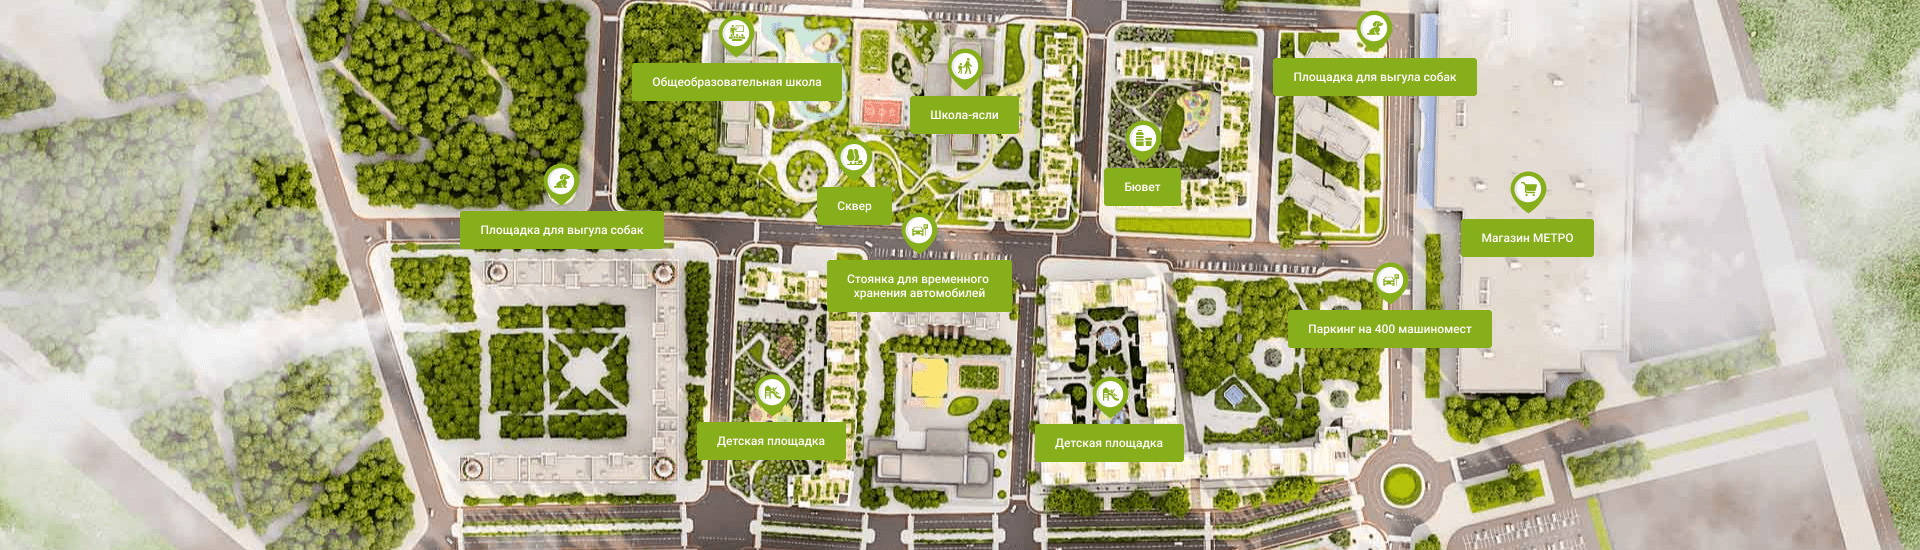 Общеобразовательная школа
Площадка для выгула собак
Школа-ясли
Бювет
Сквер
Площадка для выгула собак
Магазин МЕТРО
Стоянка для временного
хранения автомобилей
Паркинг на 400 машиномест
Детская площадка
Детская площадка